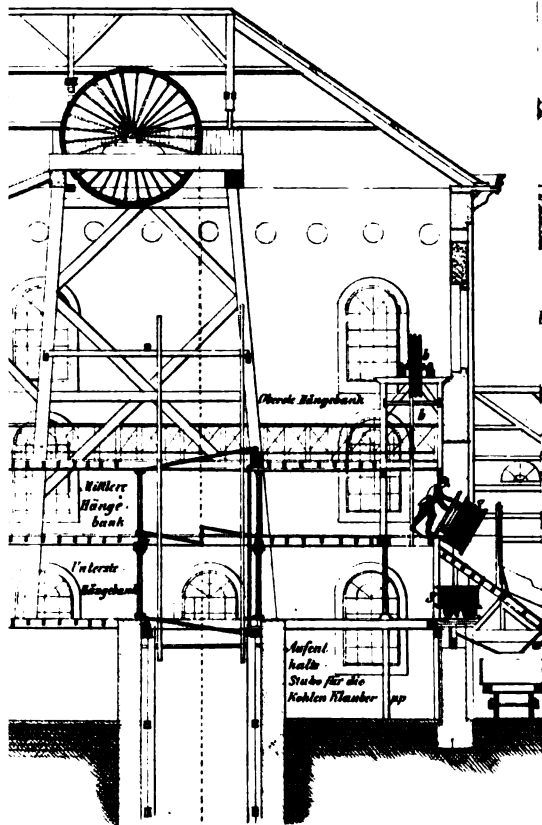 Oberste Hängebank
b
b
Mittlere
Hänge-
bank
Unterste
Hängebank
S
Aufent
halts
Stube für die
Kohlen Klauber